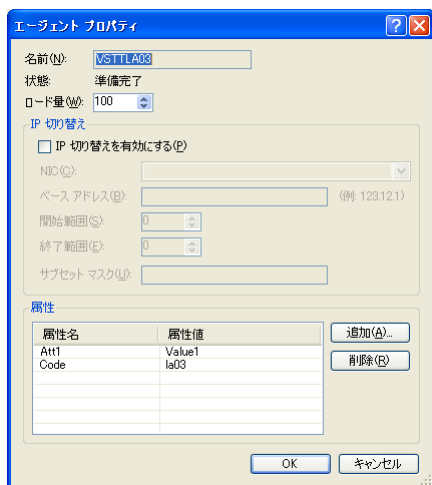 エージェント プロパティ
名前(N): VSTTLA03
状態: 準備完了
ロード量(W): 100
IP 切り替え
IP 切り替えを有効にする(P)
NIC(C):
ベース アドレス(B): (例: 123.12.1)
開始範囲(S): 0
終了範囲(E): 0
サブセット マスク(U):
属性
属性名 属性値 追加(A)...
Att1 Value1
Code la03 削除(R)
OK キャンセル